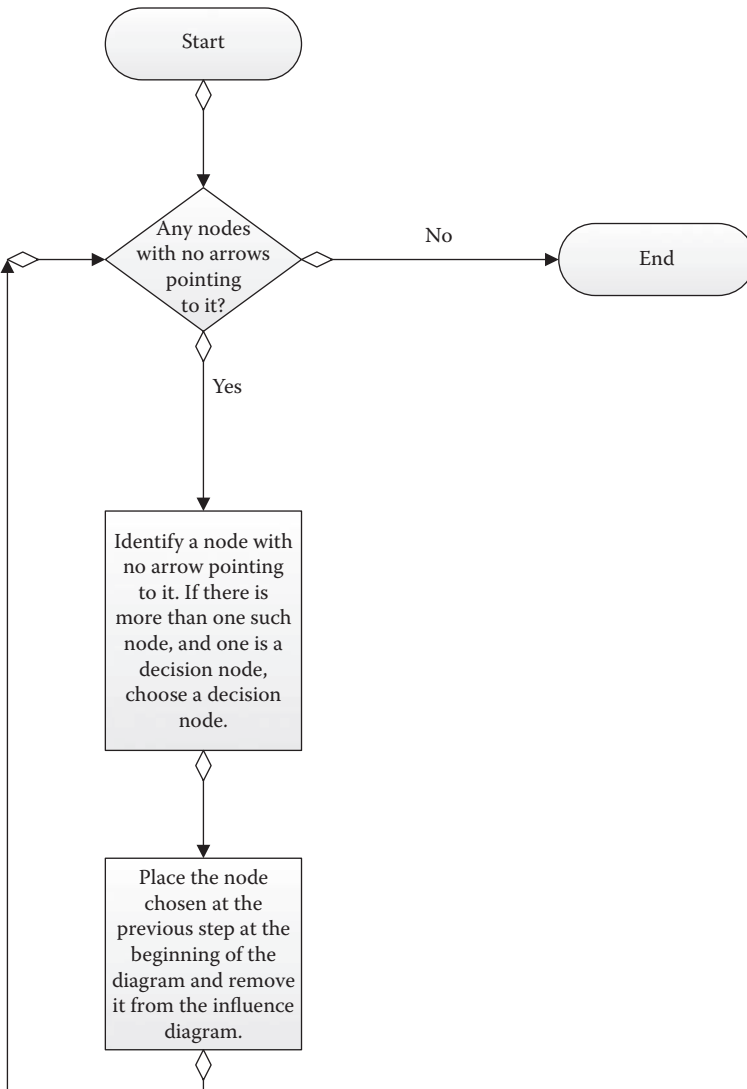 Start
Any nodes
with no arrows
pointing
to it?
No
End
Yes
Identify a node with
no arrow pointing
to it. If there is
more than one such
node, and one is a
decision node,
choose a decision
node.
Place the node
chosen at the
previous step at the
beginning of the
diagram and remove
it from the influence
diagram.